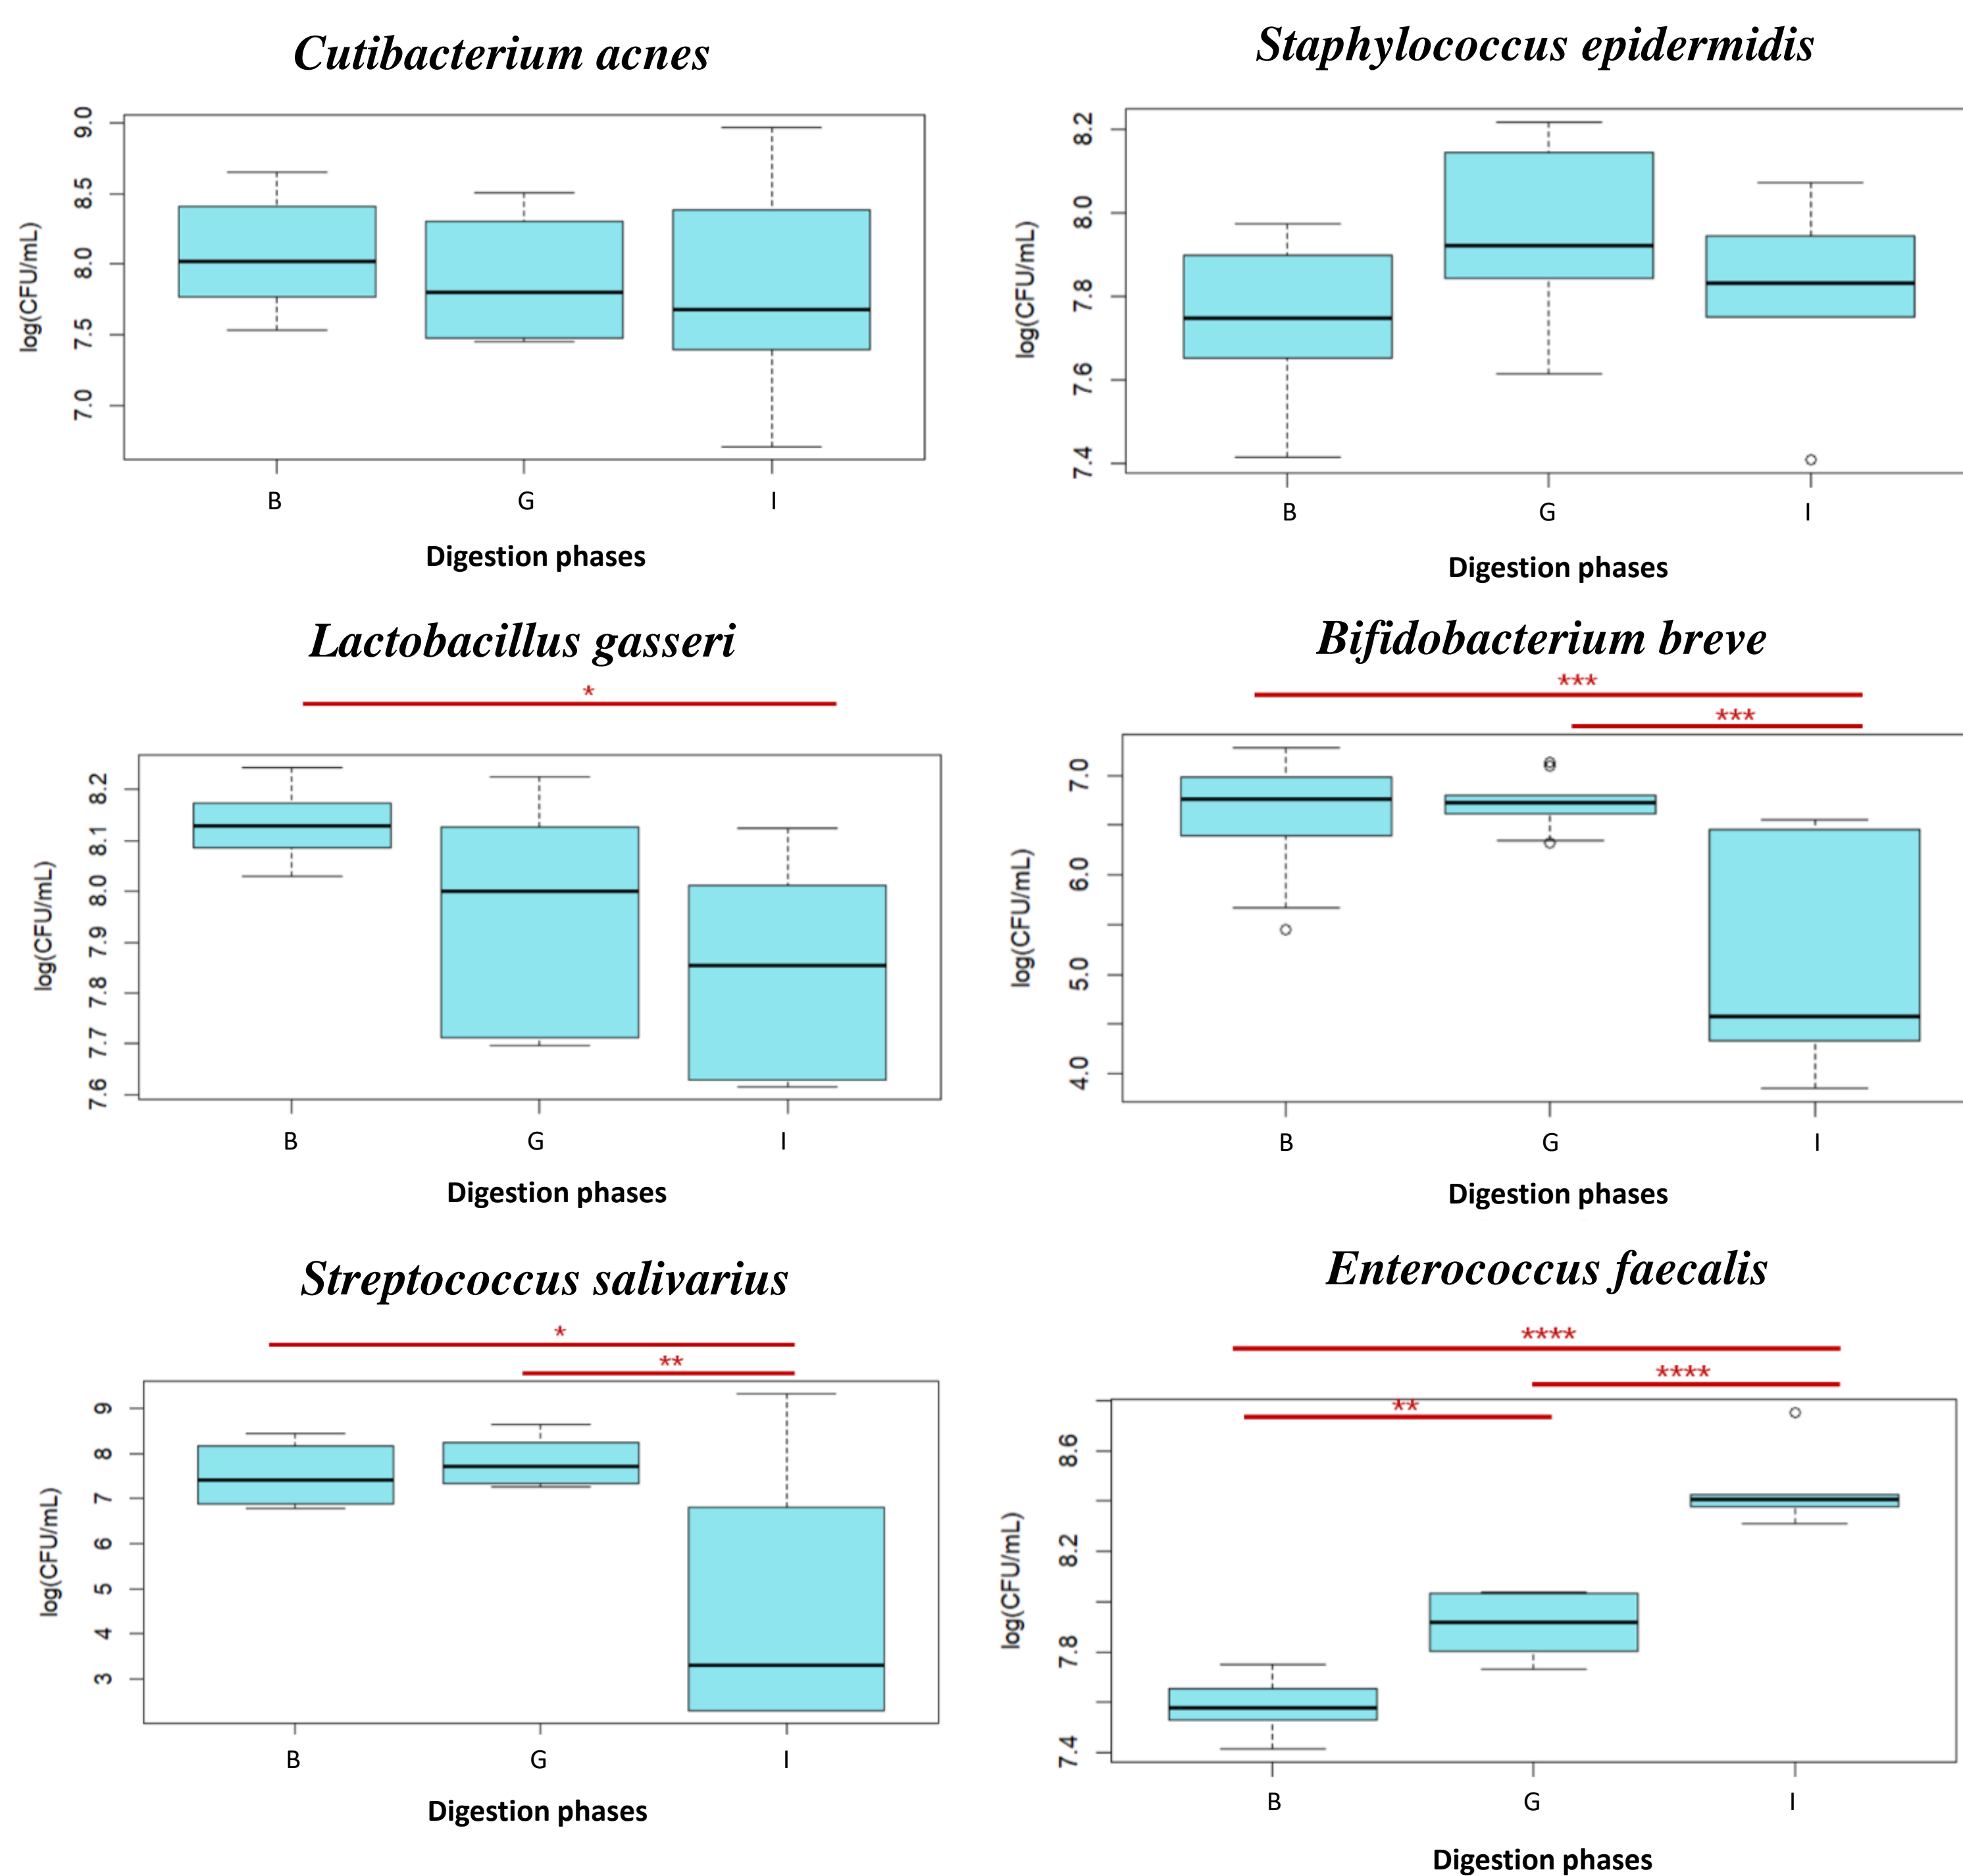 Cutibacterium acnes
9.0
8.5
8.0
7.5
7.0
log(CFU/mL)
B G I
Digestion phases
Staphylococcus epidermidis
8.2
8.0
7.8
7.6
7.4
log(CFU/mL)
B G I
Digestion phases
Lactobacillus gasseri
*
8.2
8.1
8.0
7.9
7.8
7.7
7.6
log(CFU/mL)
B G I
Digestion phases
Bifidobacterium breve
***
***
7.0
6.0
5.0
4.0
log(CFU/mL)
B G I
Digestion phases
Streptococcus salivarius
*
**
9
8
7
6
5
4
3
log(CFU/mL)
B G I
Digestion phases
Enterococcus faecalis
****
****
**
8.6
8.2
7.8
7.4
log(CFU/mL)
B G I
Digestion phases